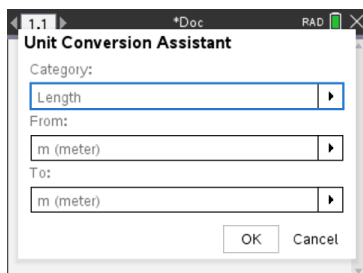 1.1 *Doc RAD
Unit Conversion Assistant
Category:
Length
From:
m (meter)
To:
m (meter)
OK Cancel